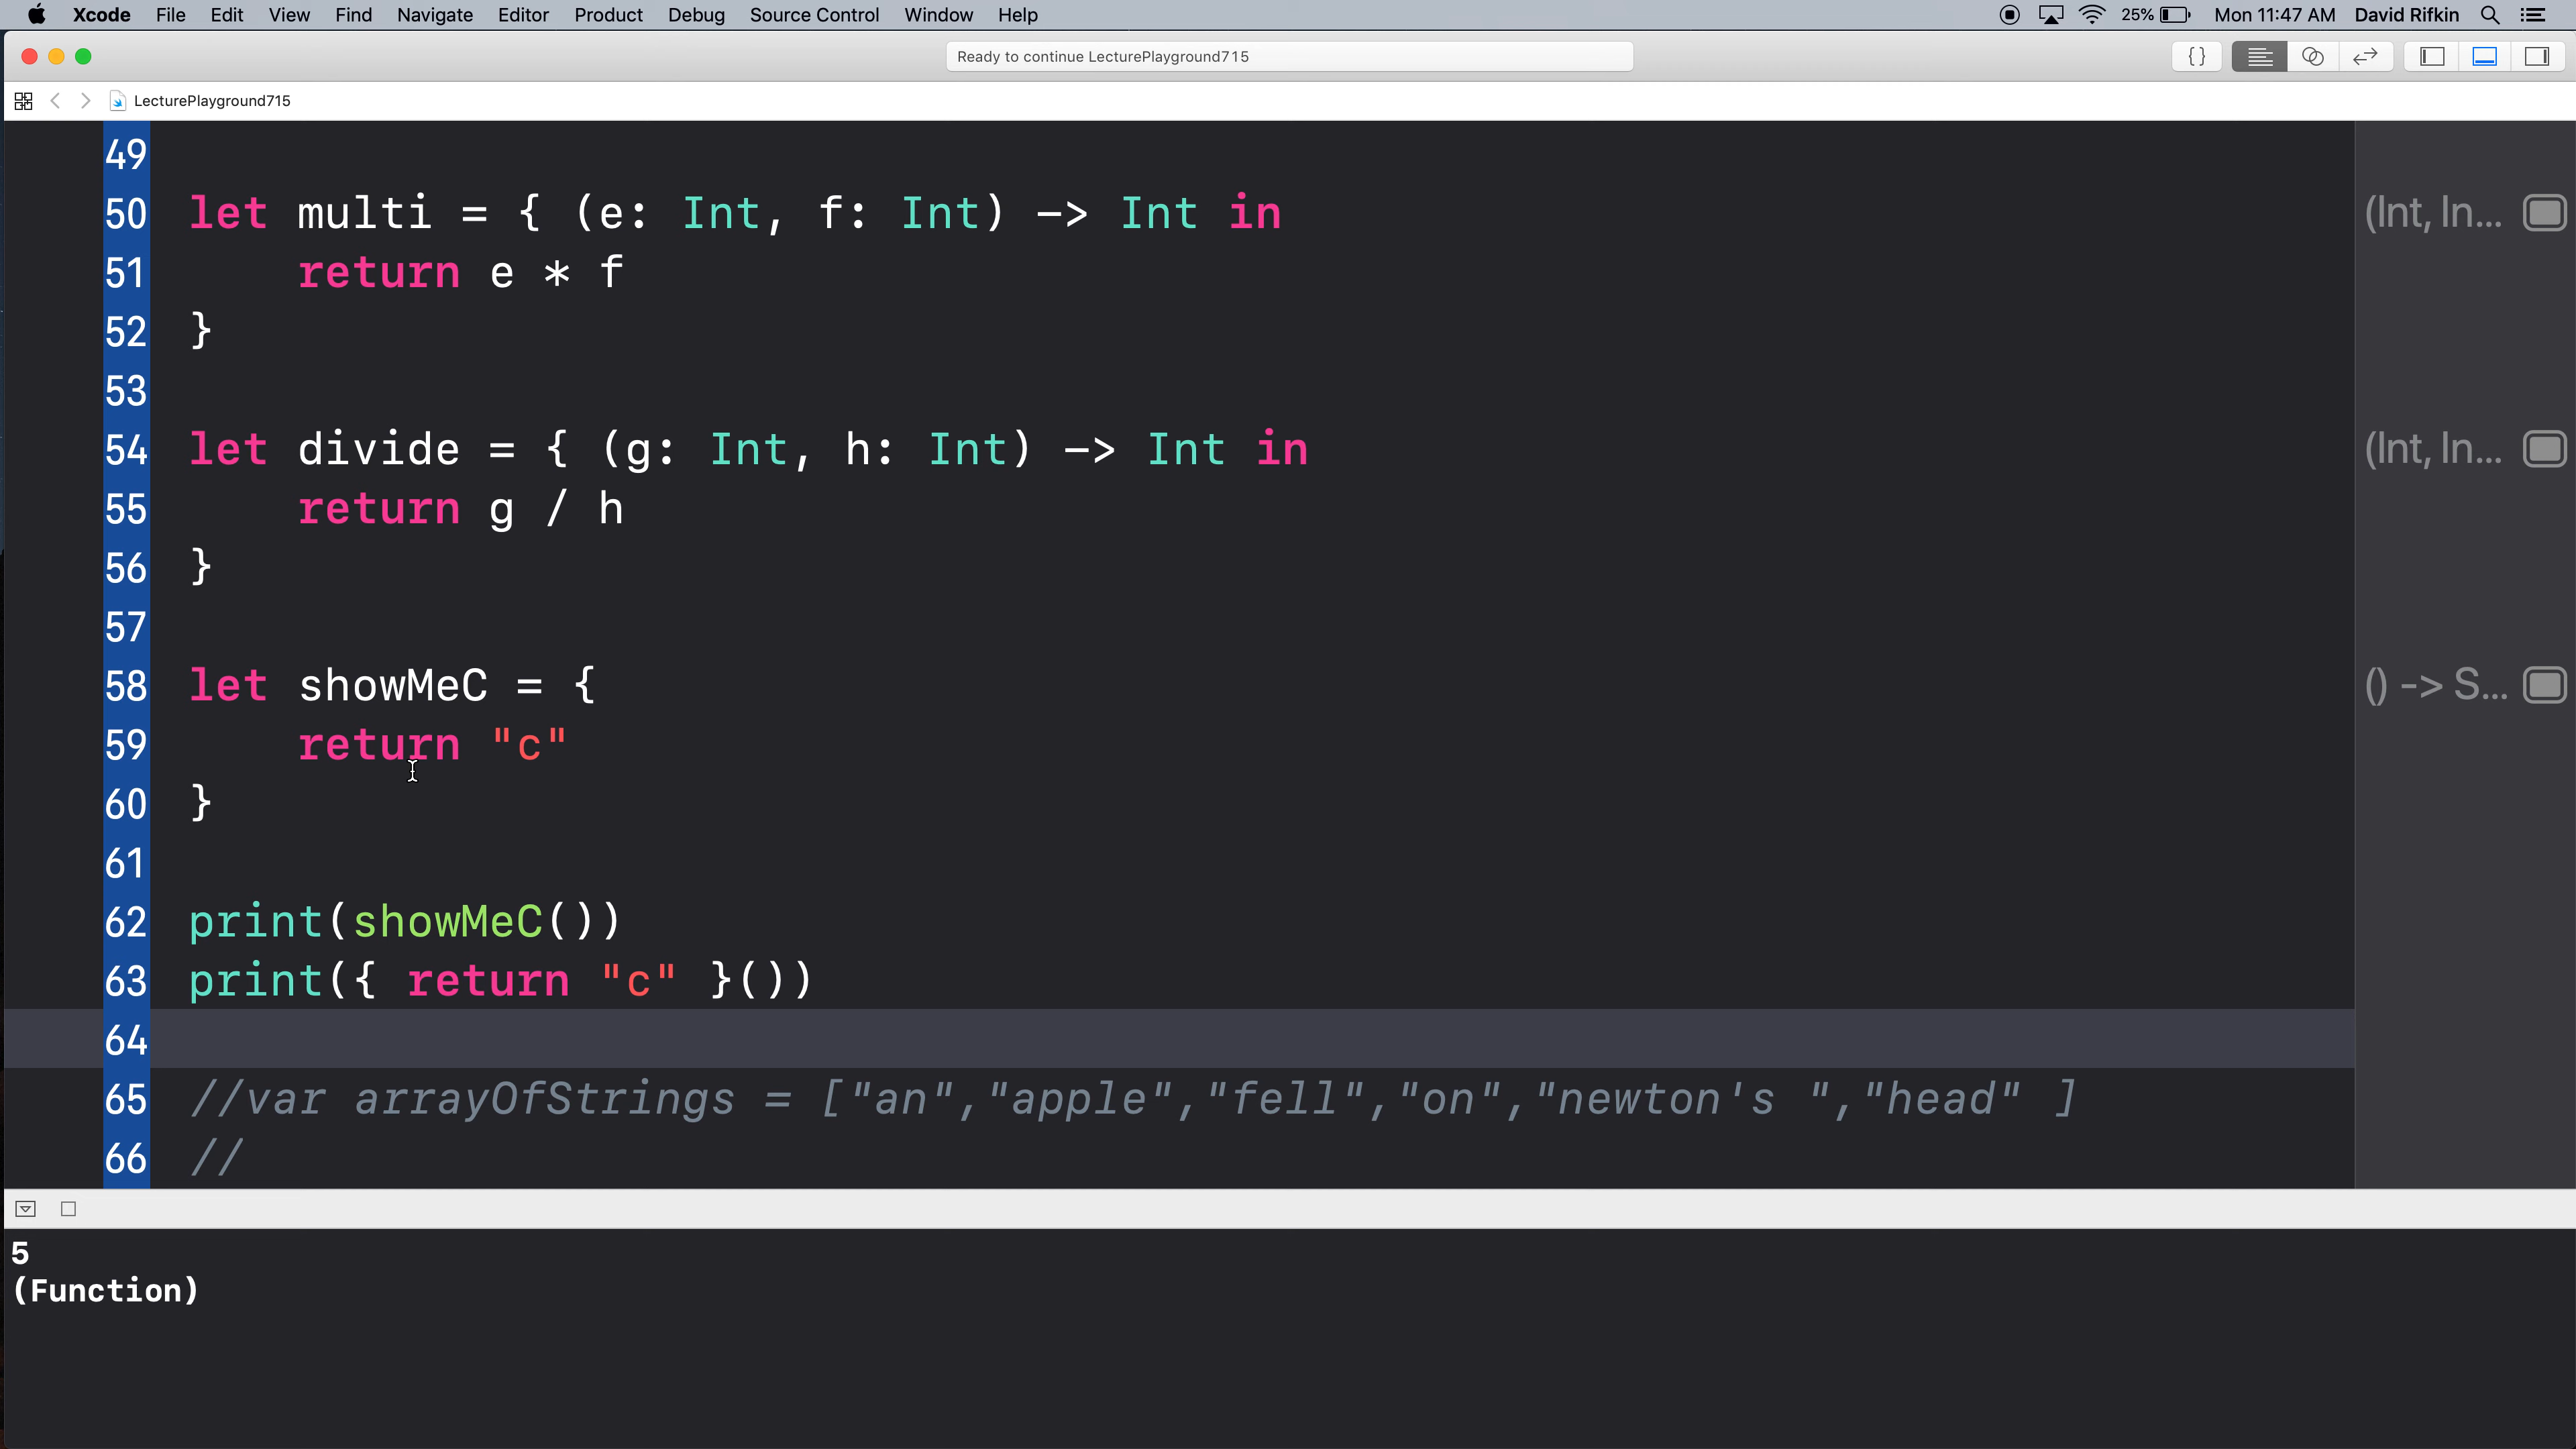 Xcode File Edit View Find Navigate Editor Product Debug Source Control Window Help 25% Mon 11:47 AM David Rifkin
Ready to continue LecturePlayground715 {}
LecturePlayground715
49
50 let multi = { (e: Int, f: Int) -> Int in (Int, In...
51 return e * f
52 }
53
54 let divide = { (g: Int, h: Int) -> Int in (Int, In...
55 return g / h
56 }
57
58 let showMeC = { () -> S...
59 return "c"
60 }
61
62 print(showMeC())
63 print({ return "c" }())
64
65 //var arrayOfStrings = ["an","apple","fell","on","newton's ","head" ]
66 //
5
(Function)